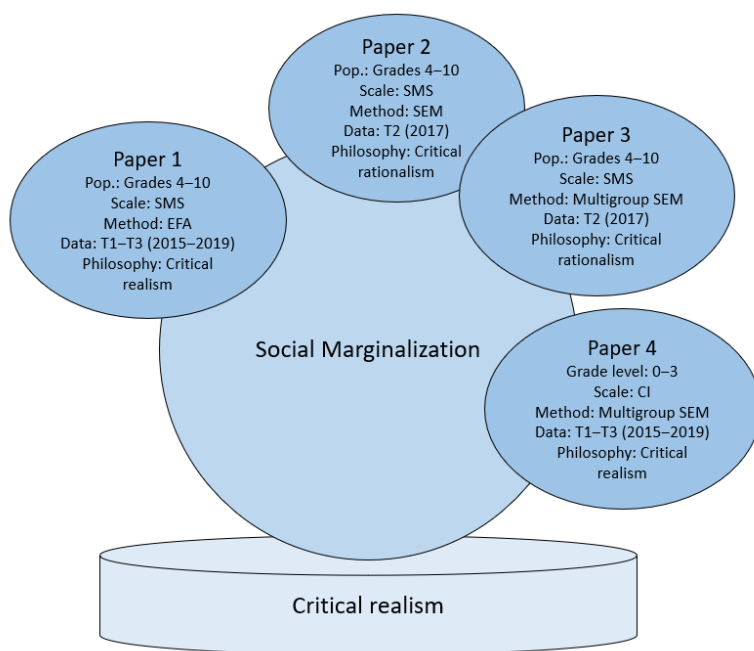 Paper 1
Pop.: Grades 4–10
Scale: SMS
Method: EFA
Data: T1–T3 (2015–2019)
Philosophy: Critical
realism
Paper 2
Pop.: Grades 4–10
Scale: SMS
Method: SEM
Data: T2 (2017)
Philosophy: Critical
rationalism
Paper 3
Pop.: Grades 4–10
Scale: SMS
Method: Multigroup SEM
Data: T2 (2017)
Philosophy: Critical
rationalism
Paper 4
Grade level: 0–3
Scale: CI
Method: Multigroup SEM
Data: T1–T3 (2015–2019)
Philosophy: Critical
realism
Social Marginalization
Critical realism